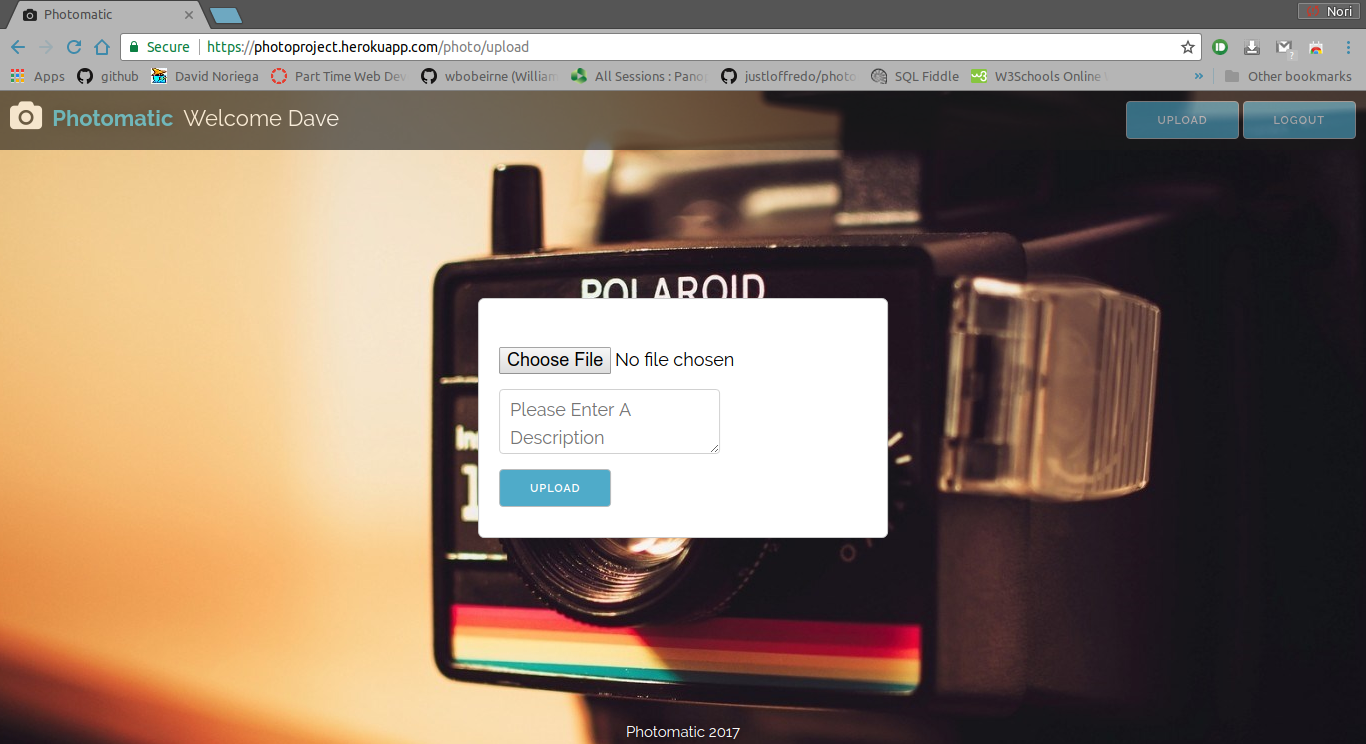 Photomatic
Nori
Secure https://photoproject.herokuapp.com/photo/upload
Apps github David Noriega Part Time Web Dev wbobeirne (William All Sessions : Panop justloffredo/photo SQL Fiddle W3Schools Online » Other bookmarks
Photomatic Welcome Dave UPLOAD LOGOUT
POLAROID
Choose File No file chosen
Please Enter A
Description
UPLOAD
Photomatic 2017